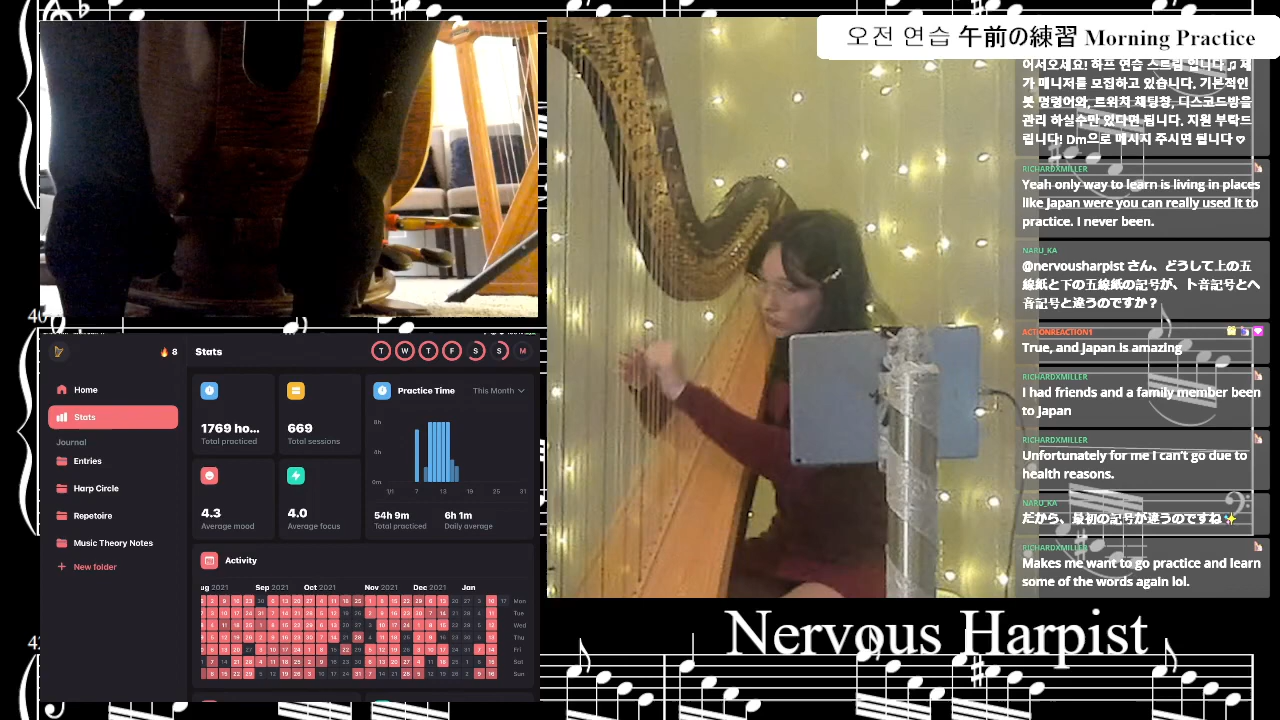 오전 연습 午前の練習 Morning Practice
어서오세요! 하프 연습 스트림 입니다 ♫ 제
가 매니저를 모집하고 있습니다. 기본적인
봇 명령어와, 트위치 채팅창, 디스코드방을
관리 하실수만 있다면 됩니다. 지원 부탁드
립니다! Dm으로 메시지 주시면 됩니다 ♡
RICHARDXMILLER
Yeah only way to learn is living in places
like Japan were you can really used it to
practice. I never been.
NARU_KA
@nervousharpist さん、どうして上の五
線紙と下の五線紙の記号が、ト音記号とヘ
音記号と違うのですか？
ACTIONREACTION1
True, and Japan is amazing
RICHARDXMILLER
I had friends and a family member been
to Japan
RICHARDXMILLER
Unfortunately for me I can't go due to
health reasons.
NARU_KA
だから、最初の記号が違うのですね ✨
RICHARDXMILLER
Makes me want to go practice and learn
some of the words again lol.
Nervous Harpist
8
Home
Stats
Journal
Entries
Harp Circle
Repetoire
Music Theory Notes
+ New folder
Stats
T W T F S S M
1769 ho...
Total practiced
669
Total sessions
4.3
Average mood
4.0
Average focus
Practice Time
This Month
8h
4h
0m
1/1 7 13 19 25 31
54h 9m
Total practiced
6h 1m
Daily average
Activity
ug 2021 Sep 2021 Oct 2021 Nov 2021 Dec 2021 Jan
Mon
Tue
Wed
Thu
Fri
Sat
Sun